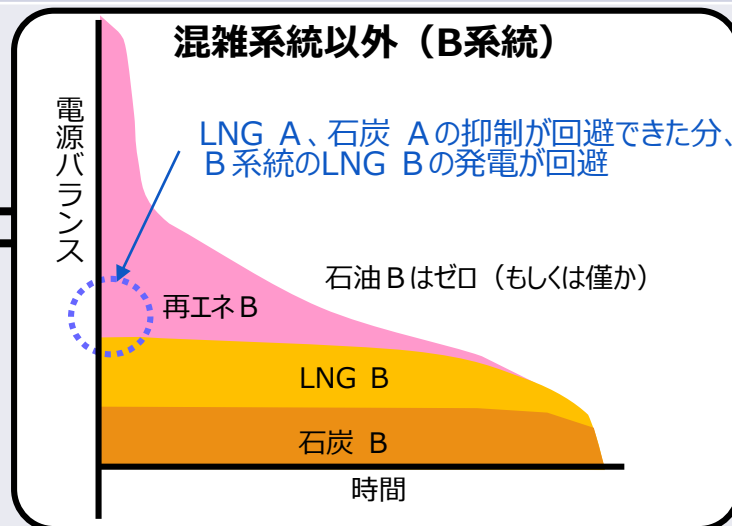 混雑系統以外（B系統）
電源バランス
LNG A、石炭 Aの抑制が回避できた分、
B系統のLNG Bの発電が回避
石油Bはゼロ（もしくは僅か）
再エネB
LNG B
石炭 B
時間